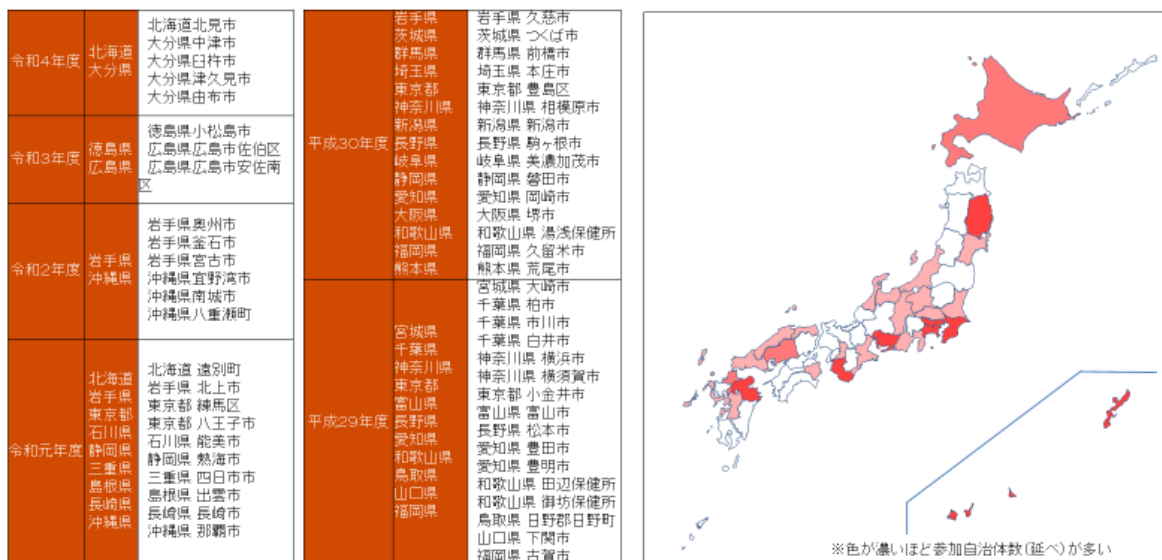 令和4年度
北海道
大分県
北海道北見市
大分県中津市
大分県臼杵市
大分県津久見市
大分県由布市
令和3年度
徳島県
広島県
徳島県小松島市
広島県広島市佐伯区
広島県広島市安佐南
区
令和2年度
岩手県
沖縄県
岩手県奥州市
岩手県釜石市
岩手県宮古市
沖縄県宜野湾市
沖縄県南城市
沖縄県八重瀬町
令和元年度
北海道
岩手県
東京都
石川県
静岡県
三重県
島根県
長崎県
沖縄県
北海道 遠別町
岩手県 北上市
東京都 練馬区
東京都 八王子市
石川県 能美市
静岡県 熱海市
三重県 四日市市
島根県 出雲市
長崎県 長崎市
沖縄県 那覇市
平成30年度
岩手県
茨城県
群馬県
埼玉県
東京都
神奈川県
新潟県
長野県
岐阜県
静岡県
愛知県
大阪県
和歌山県
福岡県
熊本県
岩手県 久慈市
茨城県 つくば市
群馬県 前橋市
埼玉県 本庄市
東京都 豊島区
神奈川県 相模原市
新潟県 新潟市
長野県 駒ヶ根市
岐阜県 美濃加茂市
静岡県 磐田市
愛知県 岡崎市
大阪県 堺市
和歌山県 湯浅保健所
福岡県 久留米市
熊本県 荒尾市
平成29年度
宮城県
千葉県
神奈川県
東京都
富山県
長野県
愛知県
和歌山県
鳥取県
山口県
福岡県
宮城県 大崎市
千葉県 柏市
千葉県 市川市
千葉県 白井市
神奈川県 横浜市
神奈川県 横須賀市
東京都 小金井市
富山県 富山市
長野県 松本市
愛知県 豊田市
愛知県 豊明市
和歌山県 田辺保健所
和歌山県 御坊保健所
鳥取県 日野郡日野町
山口県 下関市
福岡県 古賀市
※色が濃いほど参加自治体数(延べ)が多い